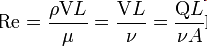 Re = ρVL/μ = VL/ν = QL/νA